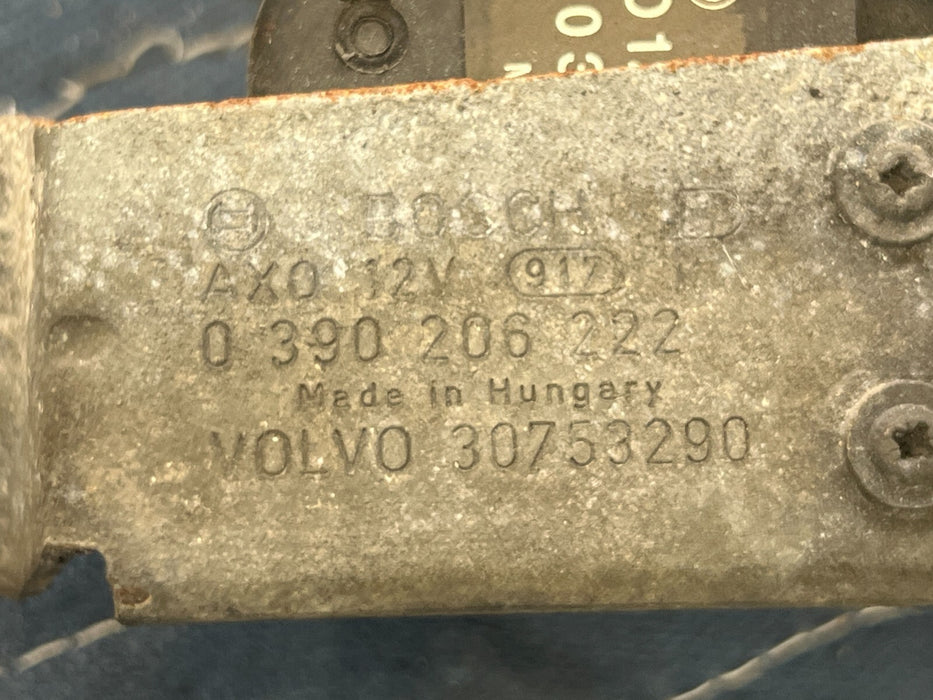 BOSCH
AXO 12V 917
0 390 206 222
Made in Hungary
VOLVO 30753290